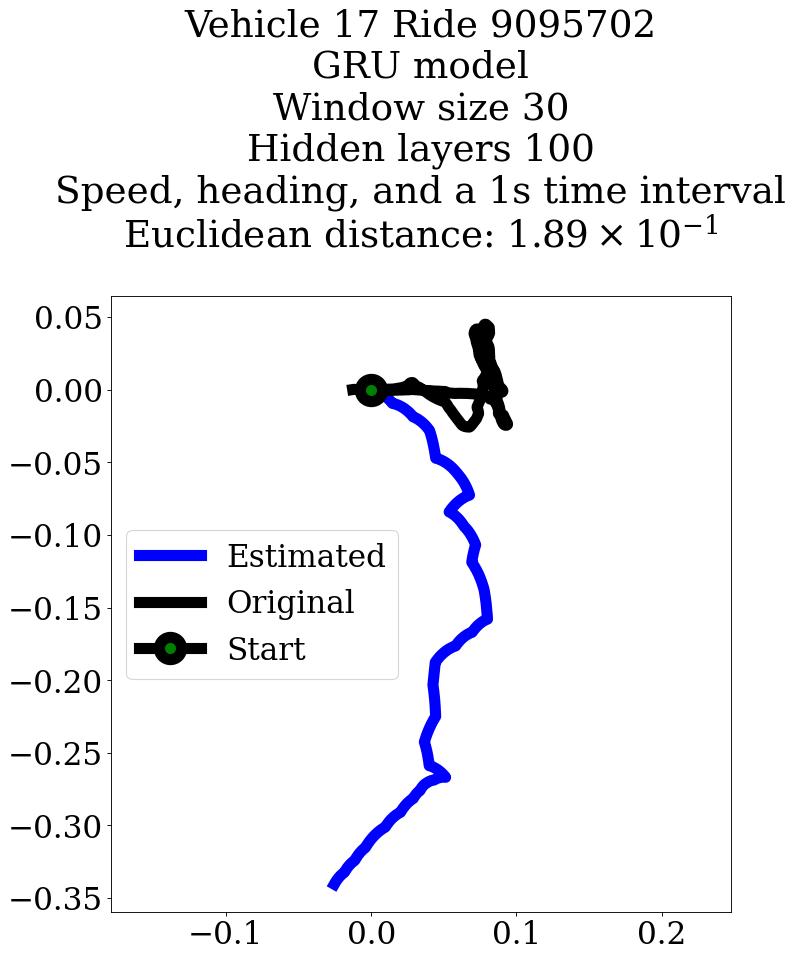 Vehicle 17 Ride 9095702
GRU model
Window size 30
Hidden layers 100
Speed, heading, and a 1s time interval
Euclidean distance: 1.89 × 10⁻¹
0.05
0.00
−0.05
−0.10
−0.15
−0.20
−0.25
−0.30
−0.35
Estimated
Original
Start
−0.1
0.0
0.1
0.2